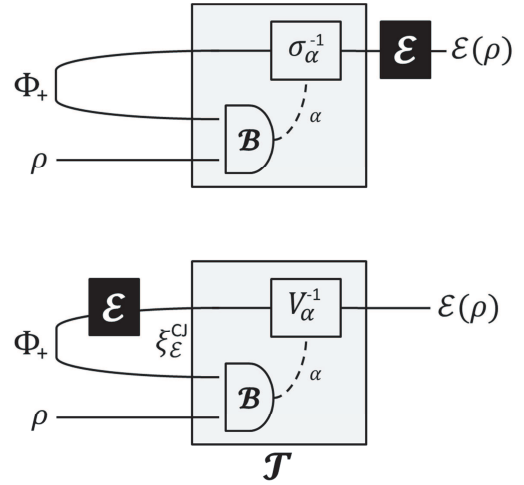 σ_α^{-1} ℰ ℰ(ρ)
Φ₊
α
ℬ
ρ
ℰ V_α^{-1} ℰ(ρ)
Φ₊ ξ_ℰ^{CJ}
α
ℬ
ρ
𝒯